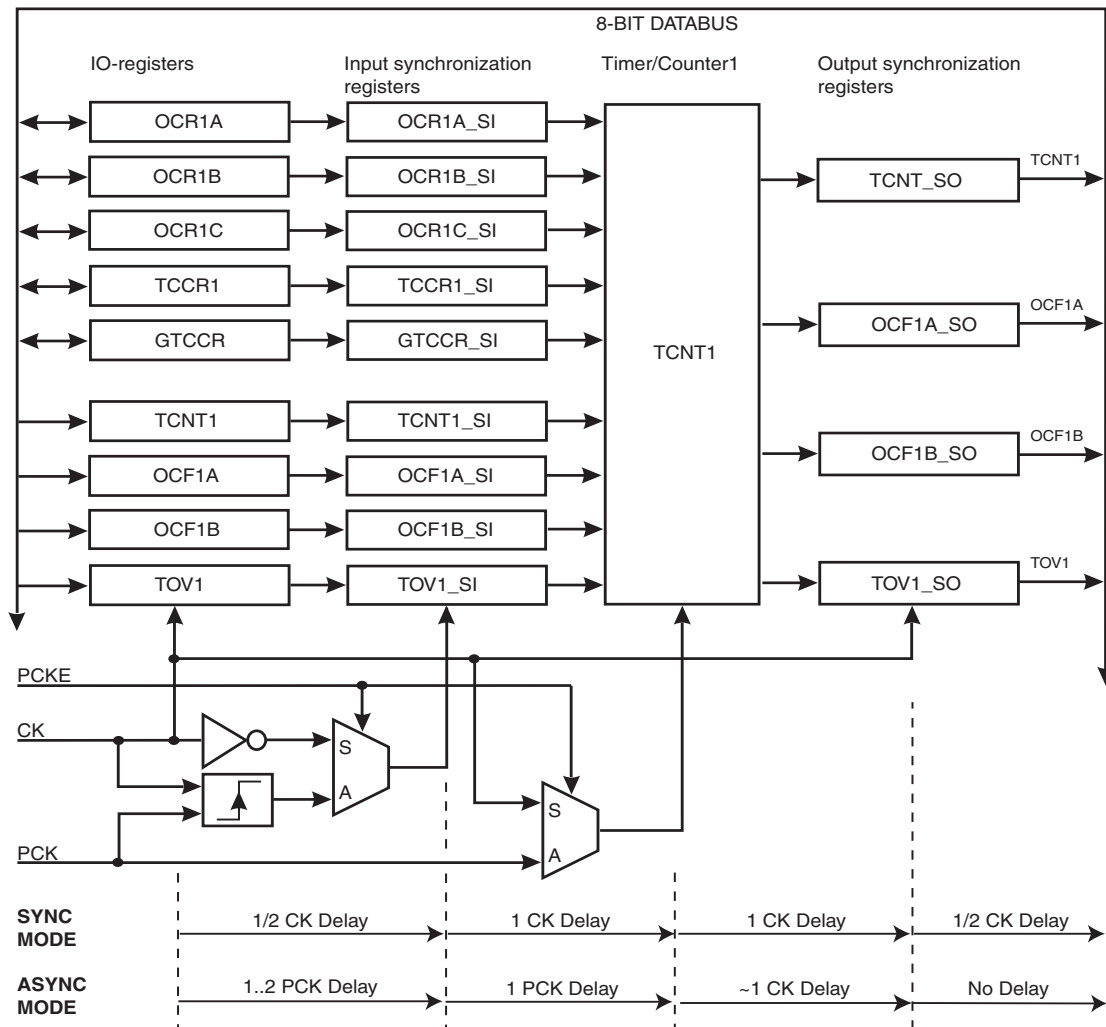 8-BIT DATABUS
IO-registers
Input synchronization
registers
Timer/Counter1
Output synchronization
registers
OCR1A
OCR1A_SI
OCR1B
OCR1B_SI
OCR1C
OCR1C_SI
TCCR1
TCCR1_SI
GTCCR
GTCCR_SI
TCNT1
TCNT1_SI
OCF1A
OCF1A_SI
OCF1B
OCF1B_SI
TOV1
TOV1_SI
TCNT1
TCNT_SO
TCNT1
OCF1A_SO
OCF1A
OCF1B_SO
OCF1B
TOV1_SO
TOV1
PCKE
CK
S
A
S
A
PCK
SYNC
MODE
1/2 CK Delay
1 CK Delay
1 CK Delay
1/2 CK Delay
ASYNC
MODE
1..2 PCK Delay
1 PCK Delay
~1 CK Delay
No Delay